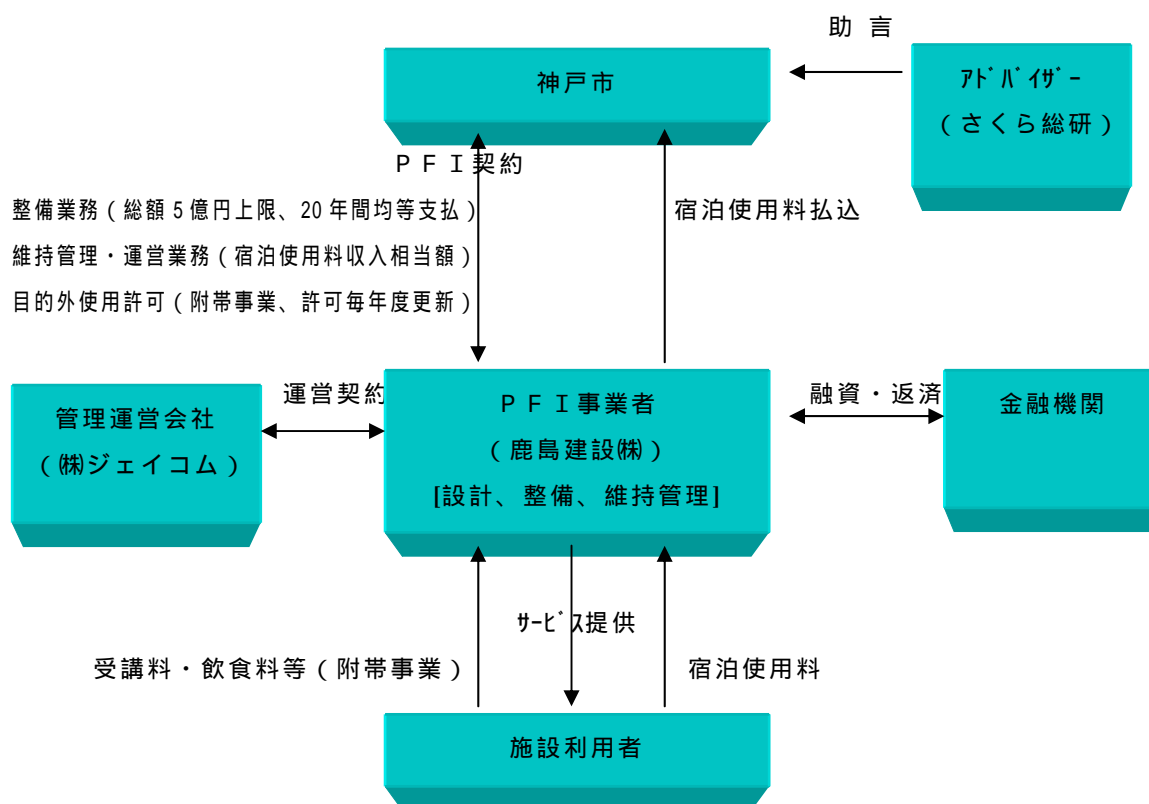 助 言
神戸市
ｱﾄﾞﾊﾞｲｻﾞｰ
（さくら総研）
ＰＦＩ契約
整備業務（総額5億円上限、20年間均等支払）
宿泊使用料払込
維持管理・運営業務（宿泊使用料収入相当額）
目的外使用許可（附帯事業、許可毎年度更新）
管理運営会社
（㈱ジェイコム）
運営契約
ＰＦＩ事業者
（鹿島建設㈱）
[設計、整備、維持管理]
融資・返済
金融機関
ｻｰﾋﾞｽ提供
受講料・飲食料等（附帯事業）
宿泊使用料
施設利用者